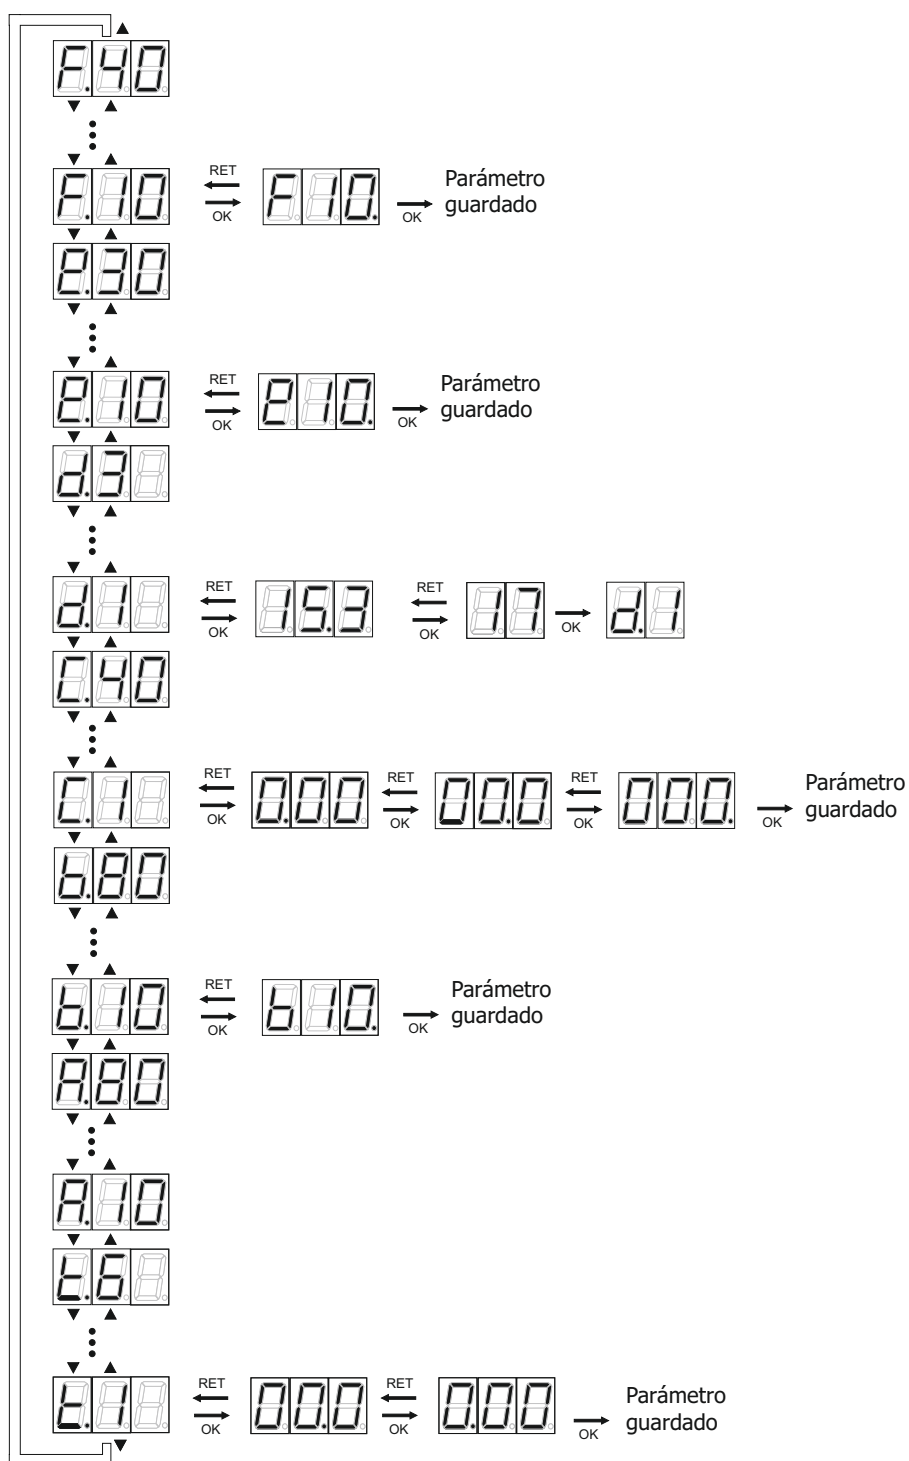 F.40
F.10
RET
OK
F10.
OK
Parámetro
guardado
P.30
P.10
RET
OK
P10.
OK
Parámetro
guardado
d.3
d.1
RET
OK
15.3
RET
OK
17
OK
d.1
C.40
C.1
RET
OK
0.00
RET
OK
00.0
RET
OK
000.
OK
Parámetro
guardado
b.80
b.10
RET
OK
b10.
OK
Parámetro
guardado
A.80
A.10
t.6
t.1
RET
OK
000
RET
OK
0.00
OK
Parámetro
guardado